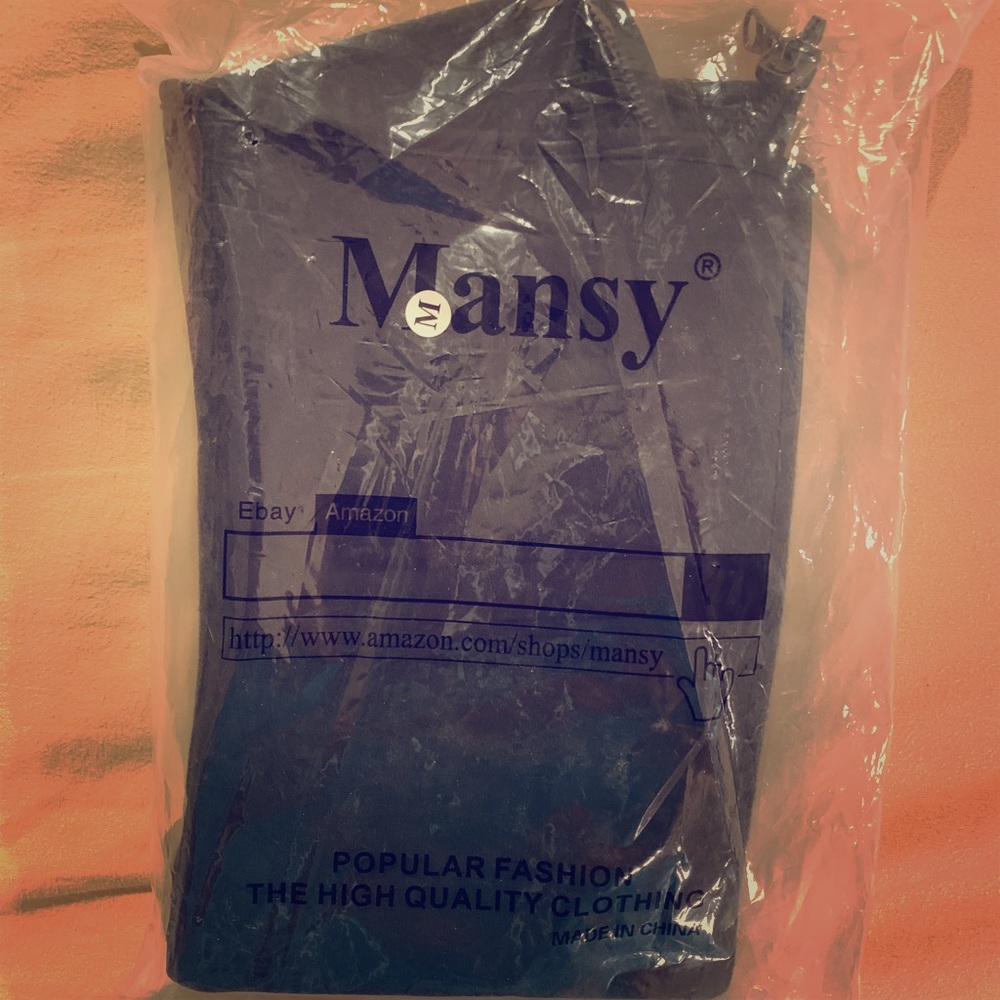 Mansy®
M
Ebay Amazon
http://www.amazon.com/shops/mansy
POPULAR FASHION
THE HIGH QUALITY CLOTHING
MADE IN CHINA